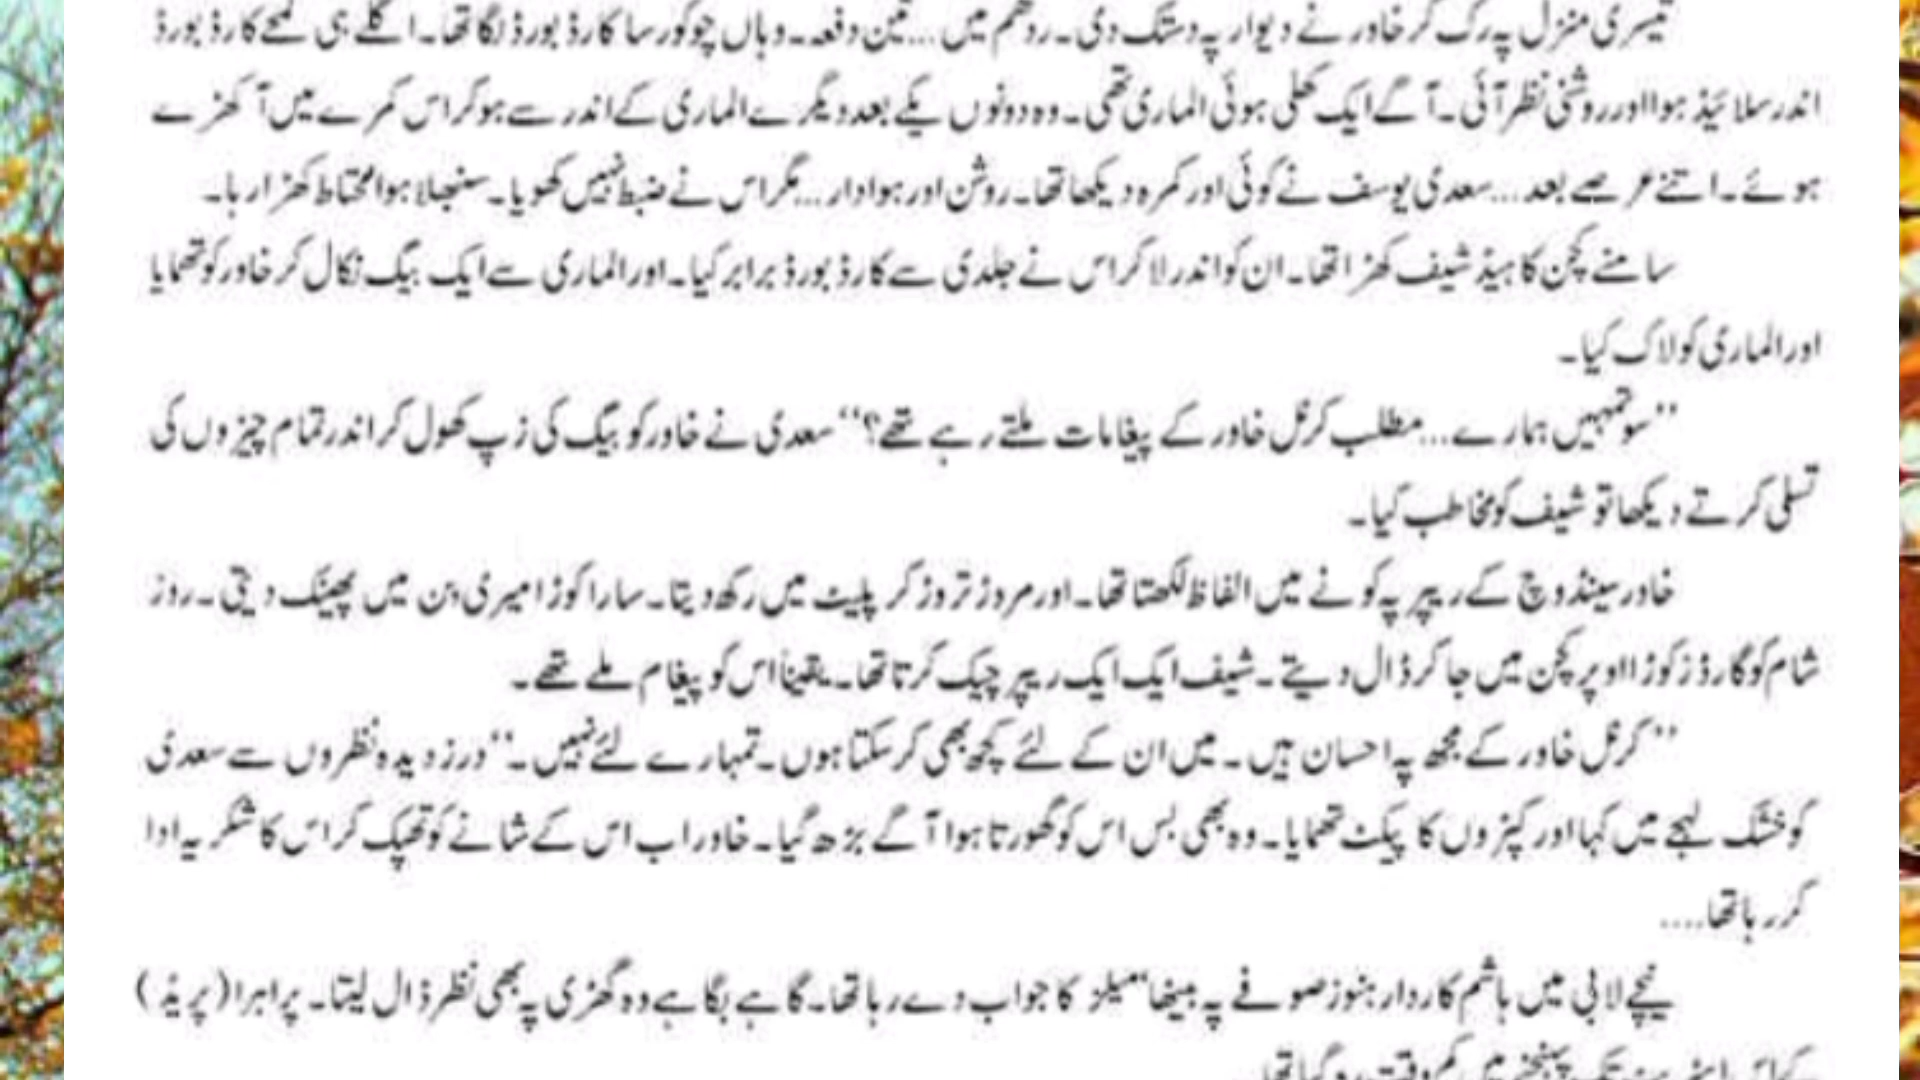 تیسری منزل پہ رک کر خاور نے دیوار پہ دستک دی۔ ردھم میں... تین دفعہ۔ وہاں چوکور سا کارڈ بورڈ لگا تھا۔ اگلے ہی لمحے کارڈ بورڈ
اندر سلائیڈ ہوا اور روشنی نظر آئی۔ آگے ایک کھلی ہوئی الماری تھی۔ وہ دونوں یکے بعد دیگرے الماری کے اندر سے ہو کر اس کمرے میں آ کھڑے
ہوئے۔ اتنے عرصے بعد... سعدی یوسف نے کوئی اور کمرہ دیکھا تھا۔ روشن اور ہوادار... مگر اس نے ضبط نہیں کھویا۔ سنبھلا ہوا محتاط کھڑا رہا۔
سامنے کچن کا ہیڈ شیف کھڑا تھا۔ ان کو اندر لا کر اس نے جلدی سے کارڈ بورڈ برابر کیا۔ اور الماری سے ایک بیگ نکال کر خاور کو تھمایا
اور الماری کو لاک کیا۔
”سو تمہیں ہمارے... مطلب کرنل خاور کے پیغامات ملتے رہے تھے؟“ سعدی نے خاور کو بیگ کی زپ کھول کر اندر تمام چیزوں کی
تسلی کرتے دیکھا تو شیف کو مخاطب کیا۔
خاور سینڈوچ کے ریپر پہ کونے میں الفاظ لکھتا تھا۔ اور مروڑ تروڑ کر پلیٹ میں رکھ دیتا۔ سارا کوڑا میری بن میں پھینک دیتی۔ روز
شام کو گارڈز کوڑا اوپر کچن میں جا کر ڈال دیتے۔ شیف ایک ایک ریپر چیک کرتا تھا۔ یقیناً اس کو پیغام ملے تھے۔
”کرنل خاور کے مجھ پہ احسان ہیں۔ میں ان کے لئے کچھ بھی کر سکتا ہوں۔ تمہارے لئے نہیں۔“ درزدیدہ نظروں سے سعدی
کو خشک لہجے میں کہا اور کپڑوں کا پیکٹ تھمایا۔ وہ بھی بس اس کو گھورتا ہوا آگے بڑھ گیا۔ خاور اب اس کے شانے کو تھپک کر اس کا شکریہ ادا
کر رہا تھا....
نیچے لابی میں ہاشم کاردار ہنوز صوفے پہ بیٹھا میلز کا جواب دے رہا تھا۔ گاہے بگاہے وہ گھڑی پہ بھی نظر ڈال لیتا۔ پراہرا (پریڈ)